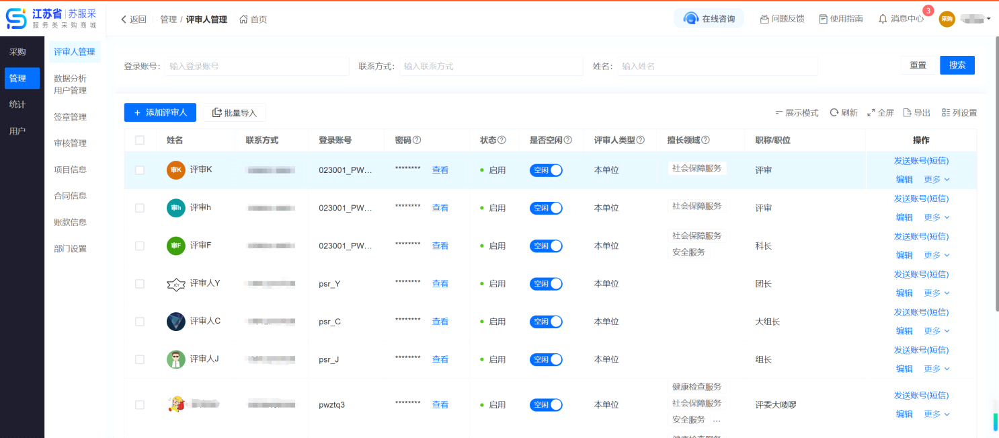 江苏省 苏服采
服务类采购商城
返回 管理 / 评审人管理 首页
在线咨询 问题反馈 使用指南 消息中心 3 采购
采购
管理
统计
用户
评审人管理
数据分析
用户管理
签章管理
审核管理
项目信息
合同信息
账款信息
部门设置
登录账号: 输入登录账号 联系方式: 输入联系方式 姓名: 输入姓名 重置 搜索
+ 添加评审人 批量导入 展示模式 刷新 全屏 导出 列设置
姓名 联系方式 登录账号 密码 状态 是否空闲 评审人类型 擅长领域 职称/职位 操作
审K 评审K 023001_PW... ******** 查看 启用 空闲 本单位 社会保障服务 评审 发送账号(短信)
编辑 更多
审h 评审h 023001_PW... ******** 查看 启用 空闲 本单位 社会保障服务 评审 发送账号(短信)
编辑 更多
审F 评审F 023001_PW... ******** 查看 启用 空闲 本单位 社会保障服务 安全服务 科长 发送账号(短信)
编辑 更多
评审人Y psr_Y ******** 查看 启用 空闲 本单位 团长 发送账号(短信)
编辑 更多
评审人C psr_C ******** 查看 启用 空闲 本单位 大组长 发送账号(短信)
编辑 更多
评审人J psr_J ******** 查看 启用 空闲 本单位 组长 发送账号(短信)
编辑 更多
pwztq3 ******** 查看 启用 空闲 本单位 健康检查服务 社会保障服务 安全服务 ... 评委大喽啰 发送账号(短信)
编辑 更多